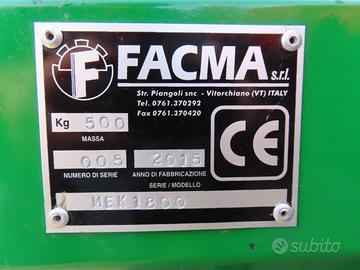 F FACMA s.r.l.
Str. Piangoli snc - Vitorchiano (VT) ITALY
Tel. 0761.370292
Fax 0761.370420
Kg 500
MASSA
CE
005 2015
NUMERO DI SERIE ANNO DI FABBRICAZIONE
SERIE / MODELLO
MEK1800
subito